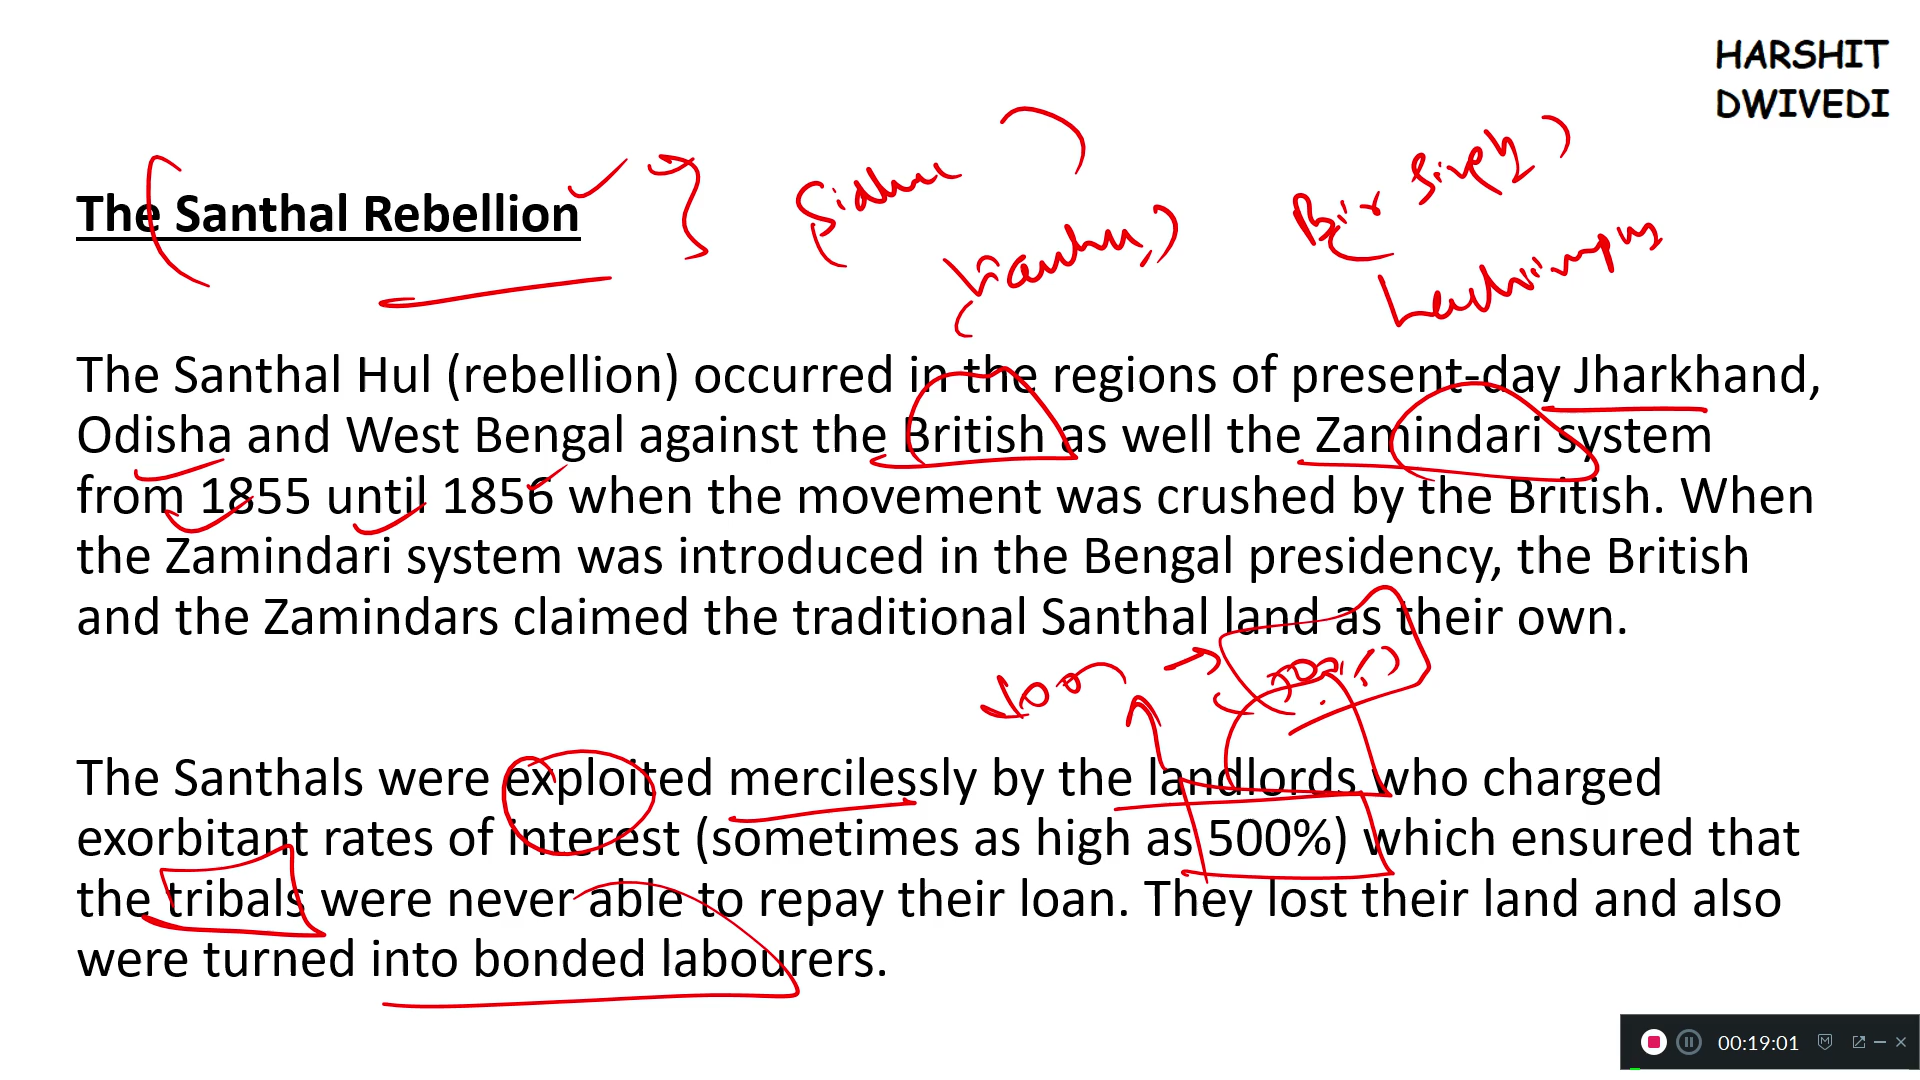 HARSHIT
DWIVEDI
The Santhal Rebellion
Sidhu
Kanhu
Bir Singh
The Santhal Hul (rebellion) occurred in the regions of present-day Jharkhand,
Odisha and West Bengal against the British as well the Zamindari system
from 1855 until 1856 when the movement was crushed by the British. When
the Zamindari system was introduced in the Bengal presidency, the British
and the Zamindars claimed the traditional Santhal land as their own.
loan
The Santhals were exploited mercilessly by the landlords who charged
exorbitant rates of interest (sometimes as high as 500%) which ensured that
the tribals were never able to repay their loan. They lost their land and also
were turned into bonded labourers.
00:19:01